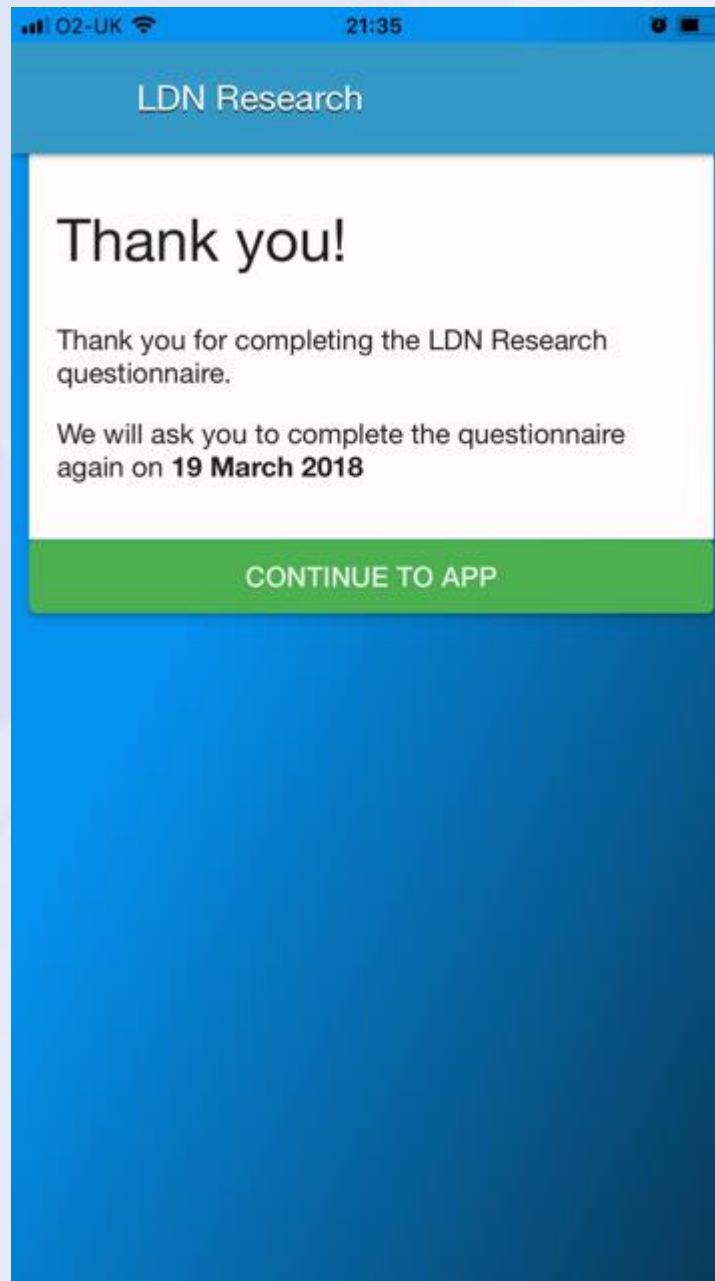 O2-UK
21:35
LDN Research
Thank you!
Thank you for completing the LDN Research
questionnaire.
We will ask you to complete the questionnaire
again on 19 March 2018
CONTINUE TO APP